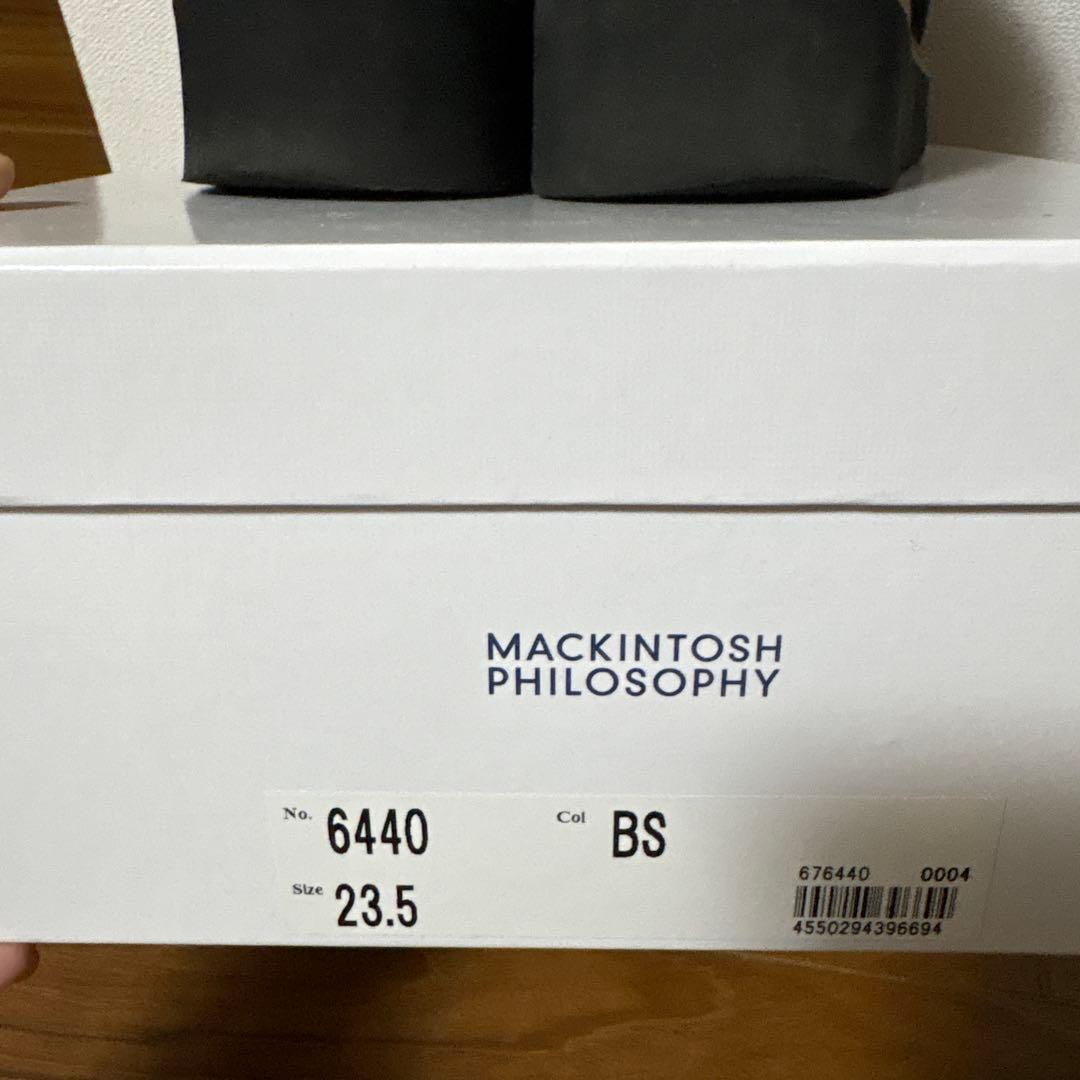 MACKINTOSH
PHILOSOPHY
No. 6440 Col BS
Size 23.5
676440 0004
4550294396694